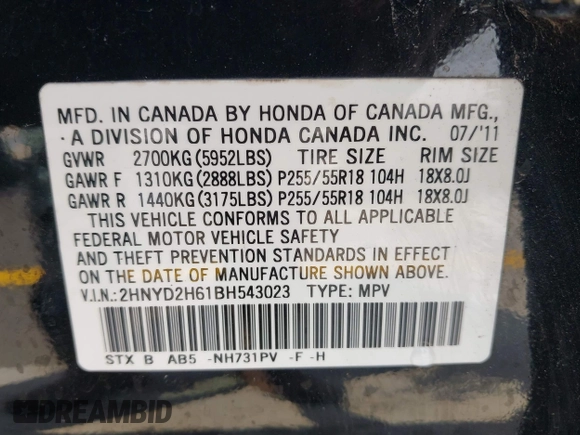 MFD. IN CANADA BY HONDA OF CANADA MFG.,
A DIVISION OF HONDA CANADA INC. 07/'11
GVWR 2700KG(5952LBS) TIRE SIZE RIM SIZE
GAWR F 1310KG(2888LBS) P255/55R18 104H 18X8.0J
GAWR R 1440KG(3175LBS) P255/55R18 104H 18X8.0J
THIS VEHICLE CONFORMS TO ALL APPLICABLE
FEDERAL MOTOR VEHICLE SAFETY
AND THEFT PREVENTION STANDARDS IN EFFECT
ON THE DATE OF MANUFACTURE SHOWN ABOVE.
V.I.N.:2HNYD2H61BH543023 TYPE: MPV
STX B AB5 -NH731PV -F -H
DREAMBID